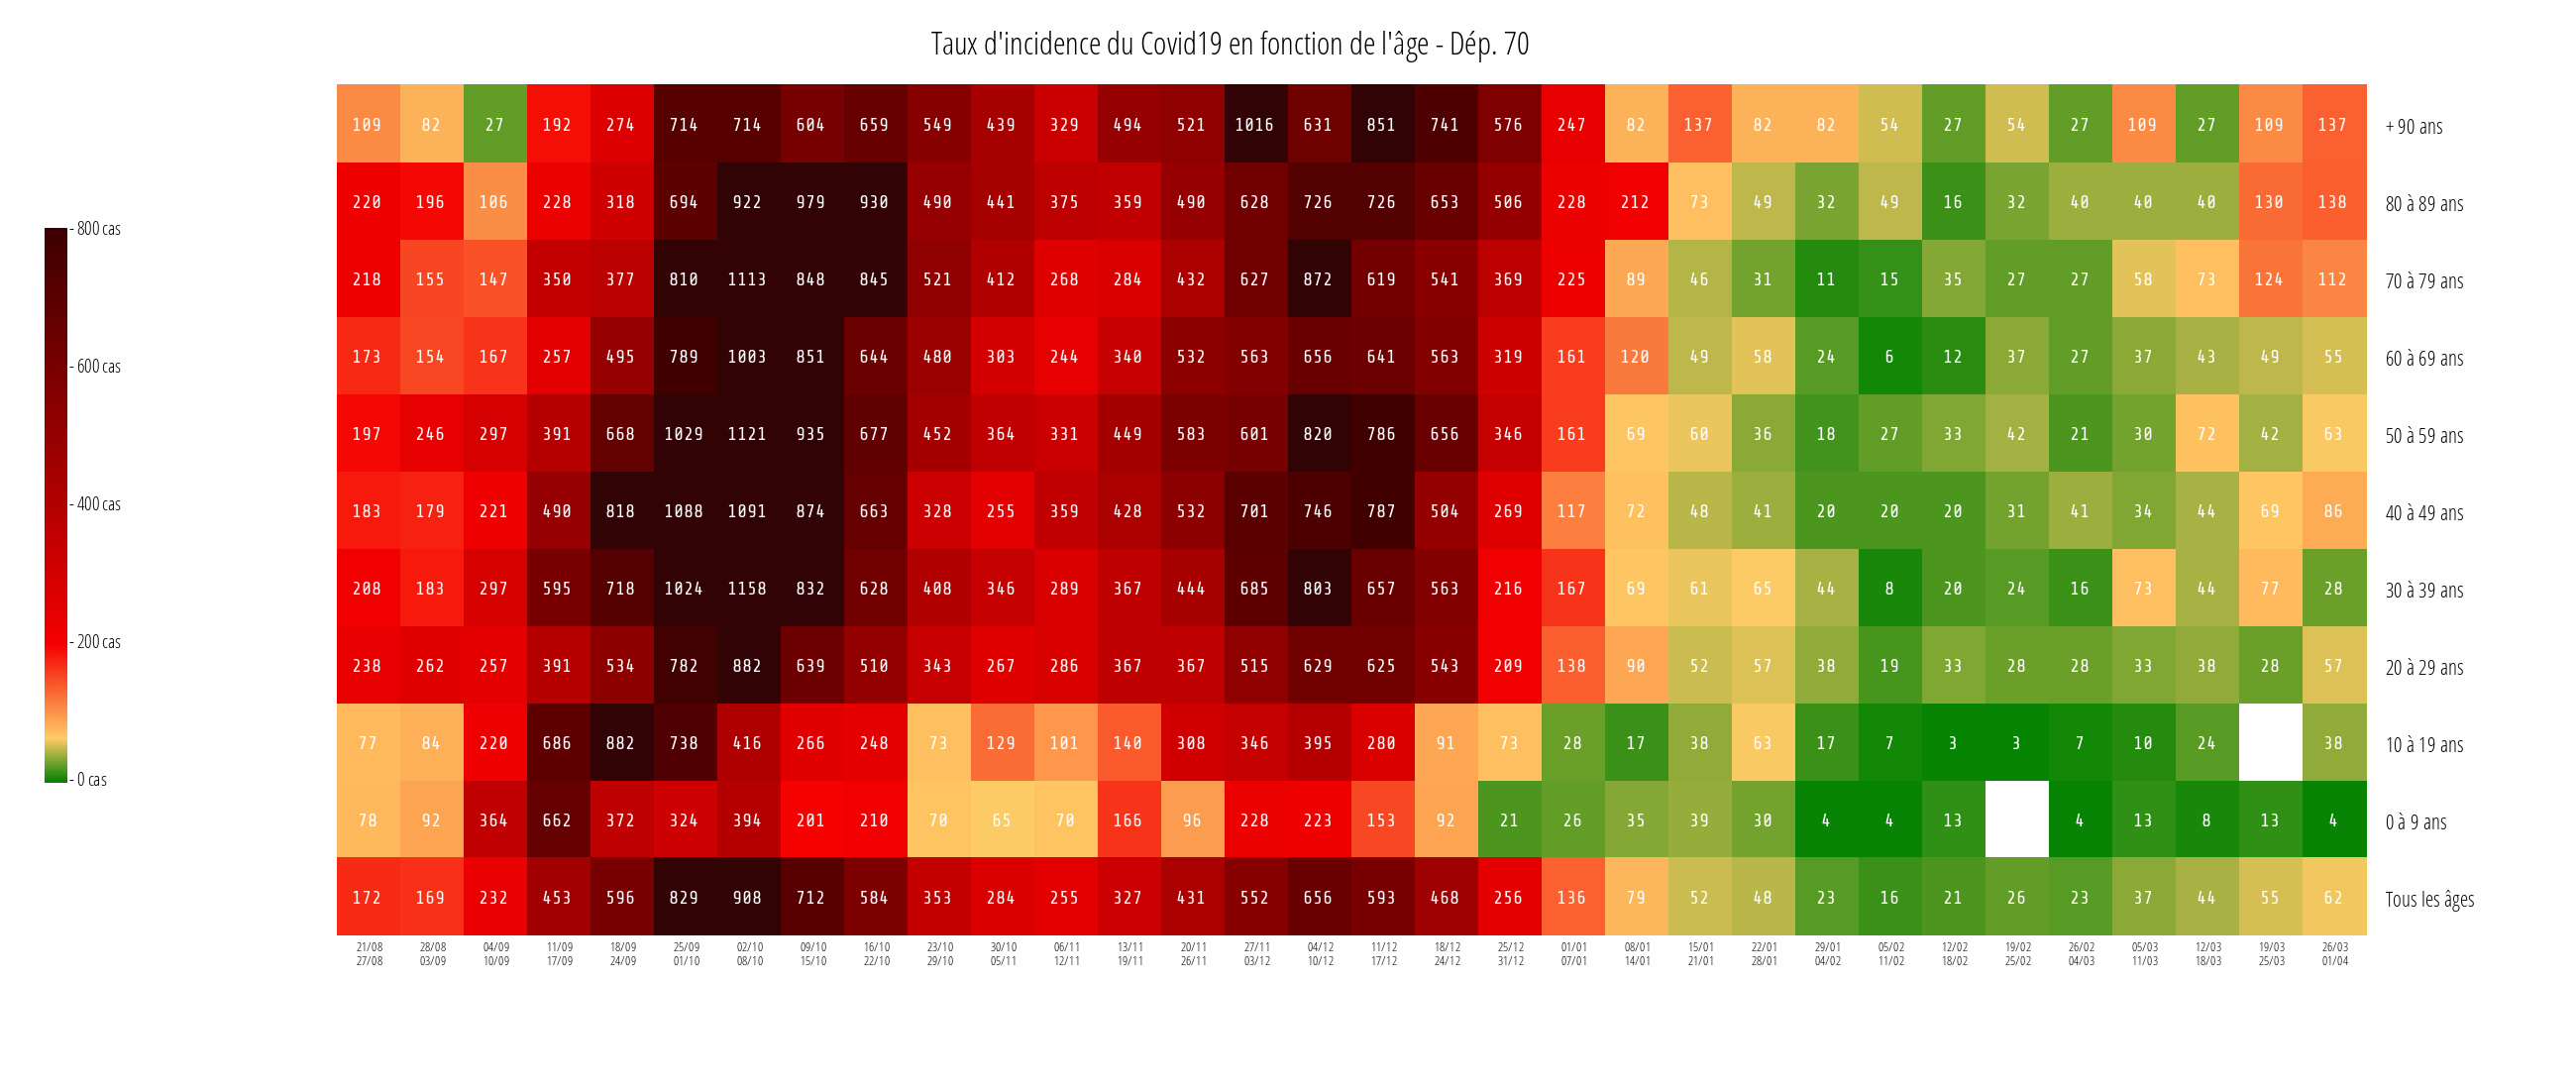 Taux d'incidence du Covid19 en fonction de l'âge - Dép. 70
109 82 27 192 274 714 714 604 659 549 439 329 494 521 1016 631 851 741 576 247 82 137 82 82 54 27 54 27 109 27 109 137 + 90 ans
220 196 106 228 318 694 922 979 930 490 441 375 359 490 628 726 726 653 506 228 212 73 49 32 49 16 32 40 40 40 130 138 80 à 89 ans
- 800 cas
218 155 147 350 377 810 1113 848 845 521 412 268 284 432 627 872 619 541 369 225 89 46 31 11 15 35 27 27 58 73 124 112 70 à 79 ans
173 154 167 257 495 789 1003 851 644 480 303 244 340 532 563 656 641 563 319 161 120 49 58 24 6 12 37 27 37 43 49 55 60 à 69 ans
- 600 cas
197 246 297 391 668 1029 1121 935 677 452 364 331 449 583 601 820 786 656 346 161 69 60 36 18 27 33 42 21 30 72 42 63 50 à 59 ans
- 400 cas
183 179 221 490 818 1088 1091 874 663 328 255 359 428 532 701 746 787 504 269 117 72 48 41 20 20 20 31 41 34 44 69 86 40 à 49 ans
208 183 297 595 718 1024 1158 832 628 408 346 289 367 444 685 803 657 563 216 167 69 61 65 44 8 20 24 16 73 44 77 28 30 à 39 ans
- 200 cas
238 262 257 391 534 782 882 639 510 343 267 286 367 367 515 629 625 543 209 138 90 52 57 38 19 33 28 28 33 38 28 57 20 à 29 ans
77 84 220 686 882 738 416 266 248 73 129 101 140 308 346 395 280 91 73 28 17 38 63 17 7 3 3 7 10 24 38 10 à 19 ans
- 0 cas
78 92 364 662 372 324 394 201 210 70 65 70 166 96 228 223 153 92 21 26 35 39 30 4 4 13 4 13 8 13 4 0 à 9 ans
172 169 232 453 596 829 908 712 584 353 284 255 327 431 552 656 593 468 256 136 79 52 48 23 16 21 26 23 37 44 55 62 Tous les âges
21/08 28/08 04/09 11/09 18/09 25/09 02/10 09/10 16/10 23/10 30/10 06/11 13/11 20/11 27/11 04/12 11/12 18/12 25/12 01/01 08/01 15/01 22/01 29/01 05/02 12/02 19/02 26/02 05/03 12/03 19/03 26/03
27/08 03/09 10/09 17/09 24/09 01/10 08/10 15/10 22/10 29/10 05/11 12/11 19/11 26/11 03/12 10/12 17/12 24/12 31/12 07/01 14/01 21/01 28/01 04/02 11/02 18/02 25/02 04/03 11/03 18/03 25/03 01/04